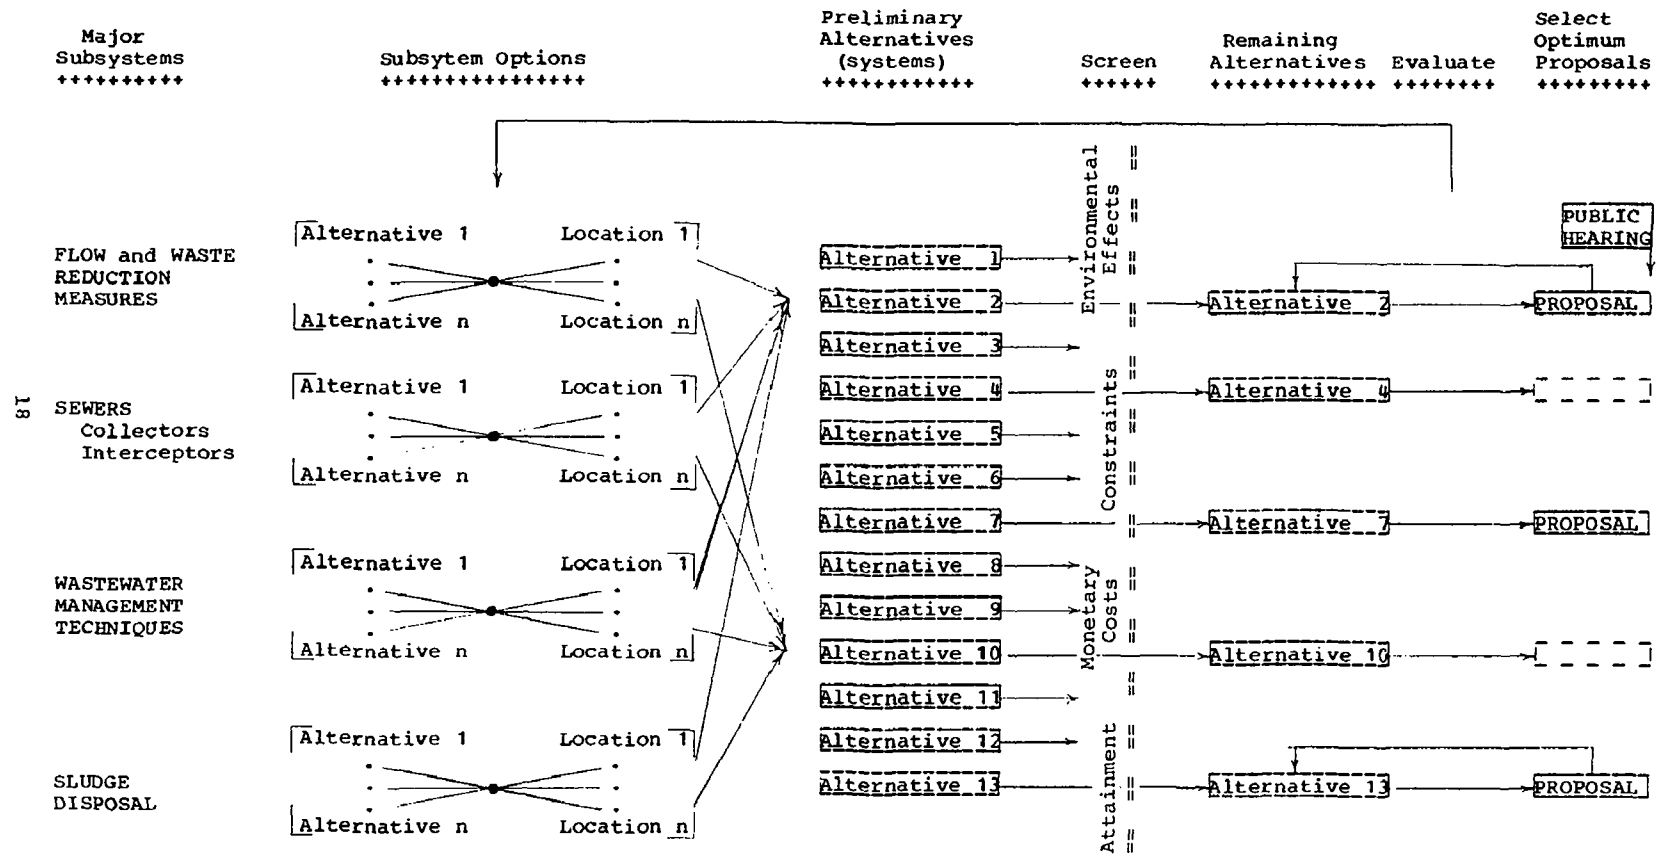 Major
Subsystems
Subsytem Options
Preliminary
Alternatives
(systems)
Screen
Remaining
Alternatives
Evaluate
Select
Optimum
Proposals
FLOW and WASTE
REDUCTION
MEASURES
Alternative 1 Location 1
Alternative n Location n
SEWERS
Collectors
Interceptors
Alternative 1 Location 1
Alternative n Location n
WASTEWATER
MANAGEMENT
TECHNIQUES
Alternative 1 Location 1
Alternative n Location n
SLUDGE
DISPOSAL
Alternative 1 Location 1
Alternative n Location n
Alternative 1
Alternative 2
Alternative 3
Alternative 4
Alternative 5
Alternative 6
Alternative 7
Alternative 8
Alternative 9
Alternative 10
Alternative 11
Alternative 12
Alternative 13
Environmental
Effects
Constraints
Monetary
Costs
Attainment
Alternative 2
Alternative 4
Alternative 7
Alternative 10
Alternative 13
PUBLIC
HEARING
PROPOSAL
PROPOSAL
PROPOSAL
18